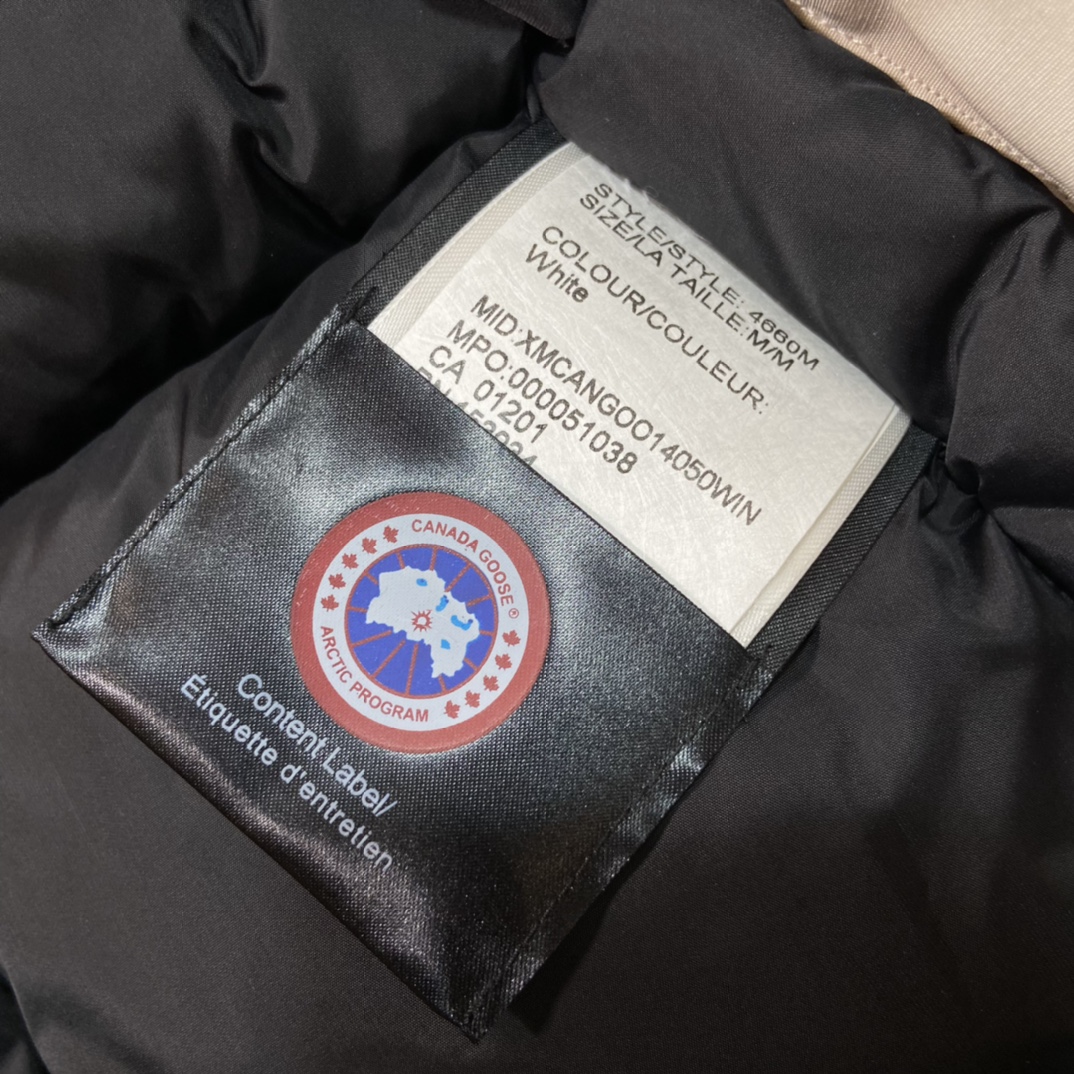 STYLE/STYLE: 4660M
SIZE/LA TAILLE:M/M
COLOUR/COULEUR:
White
MID:XMCANGOO14050WIN
MPO:000051038
CA 01201
CANADA GOOSE®
ARCTIC PROGRAM
Content Label/
Étiquette d'entretien